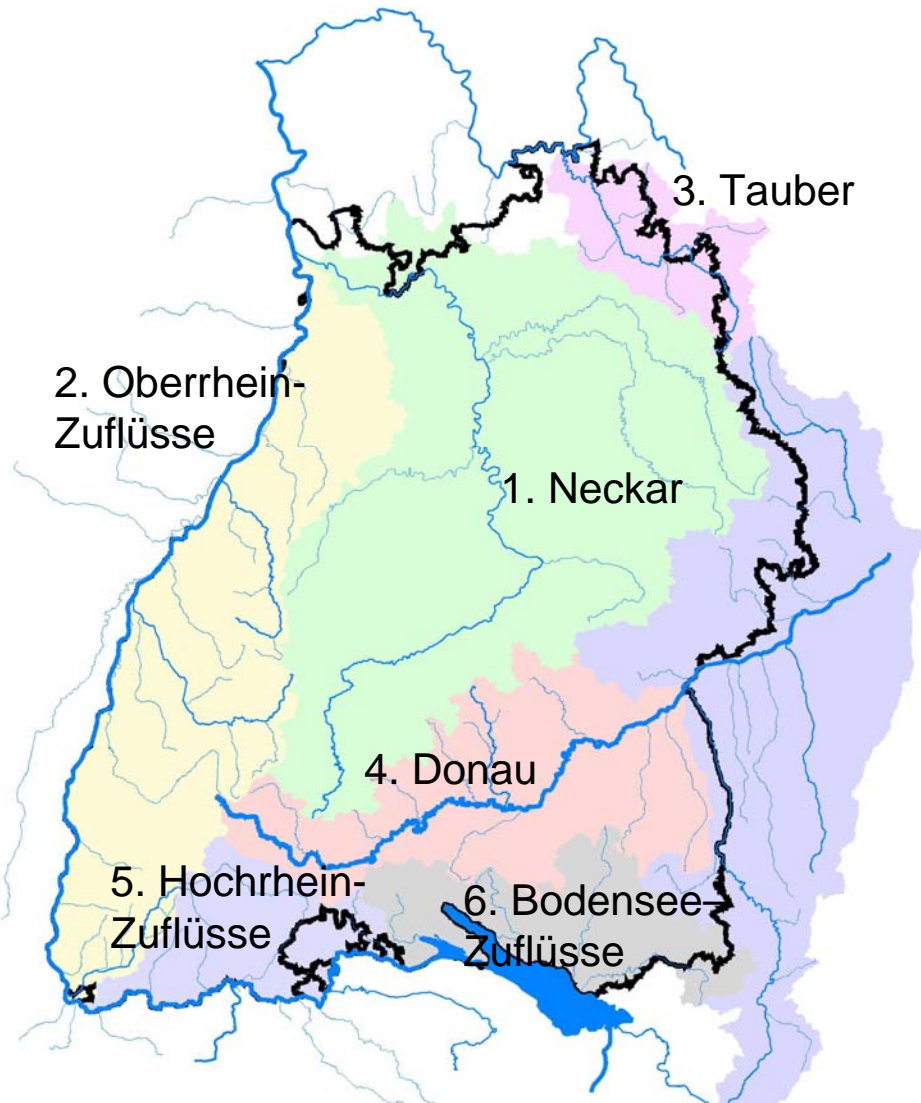 3. Tauber
2. Oberrhein-
Zuflüsse
1. Neckar
4. Donau
5. Hochrhein-
Zuflüsse
6. Bodensee–
Zuflüsse